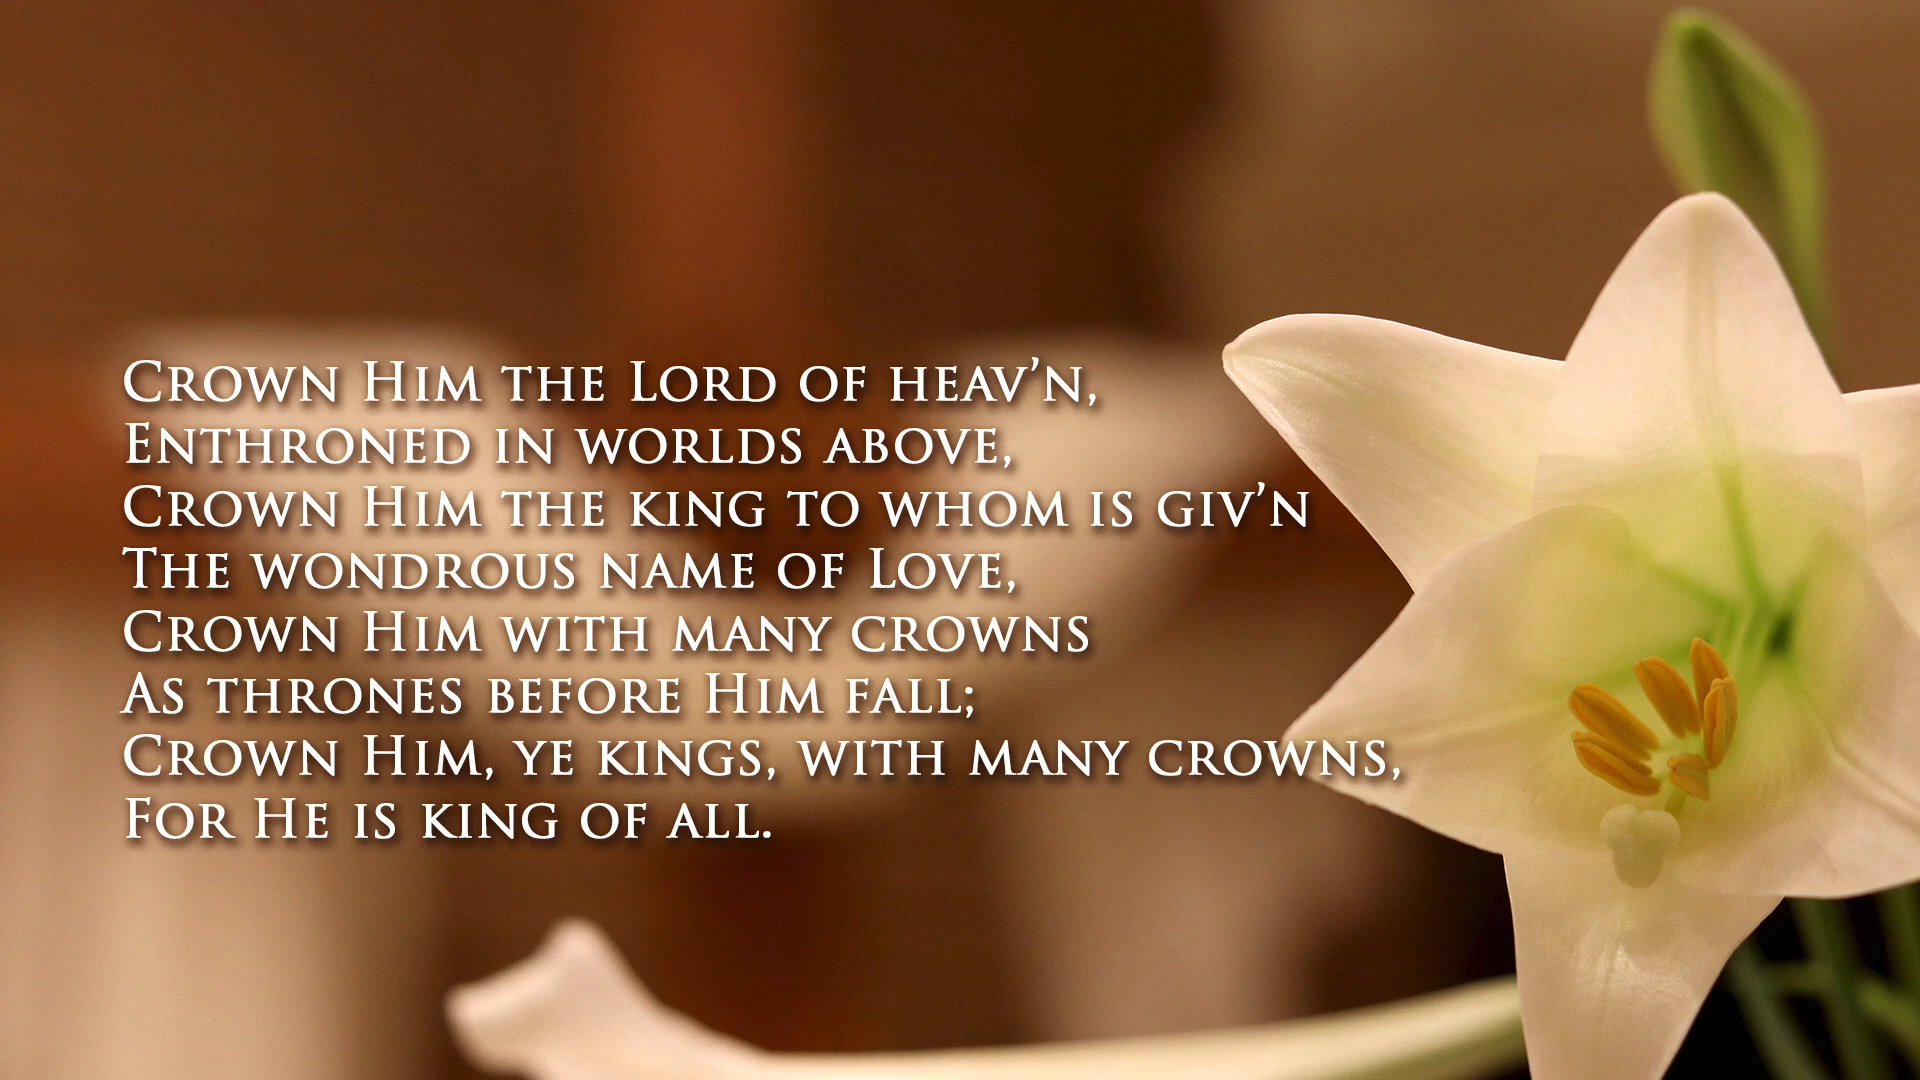 Crown Him the Lord of heav’n,
Enthroned in worlds above,
Crown Him the king to whom is giv’n
The wondrous name of Love,
Crown Him with many crowns
As thrones before Him fall;
Crown Him, ye kings, with many crowns,
For He is king of all.